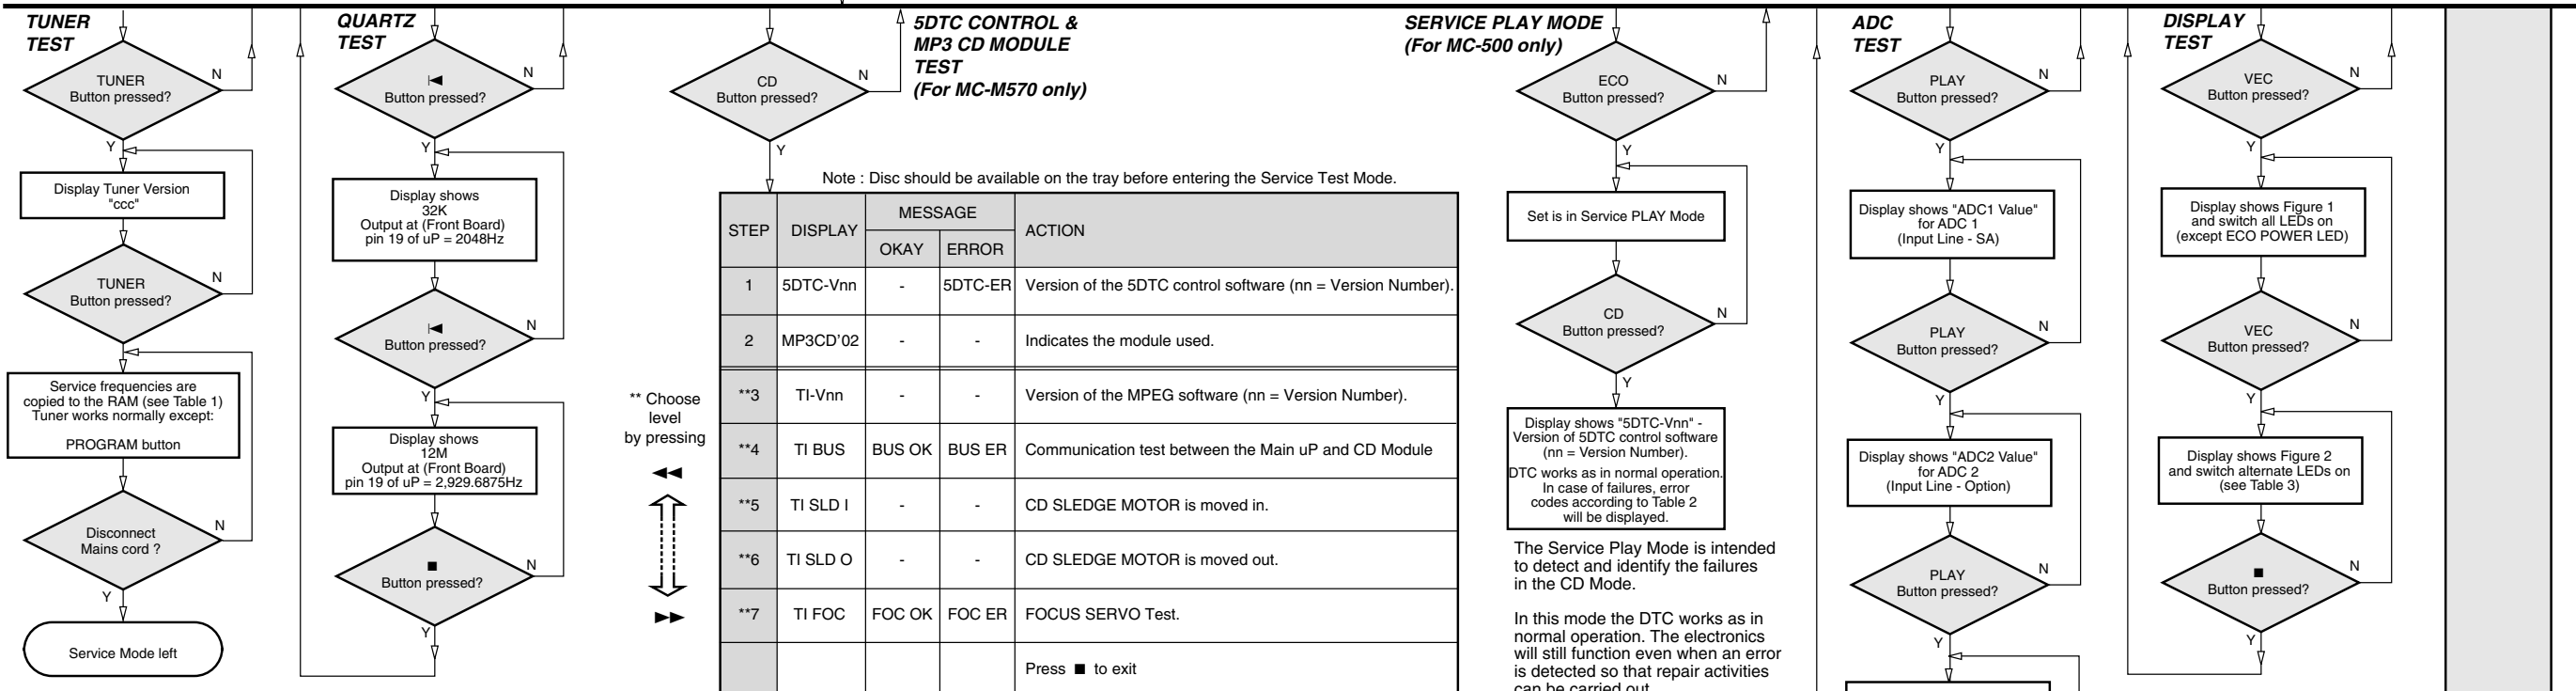 TUNER
TEST
TUNER
Button pressed?
N
Y
Display Tuner Version
"ccc"
TUNER
Button pressed?
N
Y
Service frequencies are
copied to the RAM (see Table 1)
Tuner works normally except:
PROGRAM button
Disconnect
Mains cord ?
N
Y
Service Mode left
QUARTZ
TEST
Button pressed?
N
Y
Display shows
32K
Output at (Front Board)
pin 19 of uP = 2048Hz
Button pressed?
N
Y
Display shows
12M
Output at (Front Board)
pin 19 of uP = 2,929.6875Hz
■
Button pressed?
N
Y
5DTC CONTROL &
MP3 CD MODULE
TEST
(For MC-M570 only)
CD
Button pressed?
N
Y
Note : Disc should be available on the tray before entering the Service Test Mode.
STEP DISPLAY MESSAGE ACTION
OKAY ERROR
1 5DTC-Vnn - 5DTC-ER Version of the 5DTC control software (nn = Version Number).
2 MP3CD'02 - - Indicates the module used.
**3 TI-Vnn - - Version of the MPEG software (nn = Version Number).
**4 TI BUS BUS OK BUS ER Communication test between the Main uP and CD Module
**5 TI SLD I - - CD SLEDGE MOTOR is moved in.
**6 TI SLD O - - CD SLEDGE MOTOR is moved out.
**7 TI FOC FOC OK FOC ER FOCUS SERVO Test.
Press ■ to exit
** Choose
level
by pressing
◄◄
►►
SERVICE PLAY MODE
(For MC-500 only)
ECO
Button pressed?
N
Y
Set is in Service PLAY Mode
CD
Button pressed?
N
Y
Display shows "5DTC-Vnn" -
Version of 5DTC control software
(nn = Version Number).
DTC works as in normal operation.
In case of failures, error
codes according to Table 2
will be displayed.
The Service Play Mode is intended
to detect and identify the failures
in the CD Mode.
In this mode the DTC works as in
normal operation. The electronics
will still function even when an error
is detected so that repair activities
can be carried out
ADC
TEST
PLAY
Button pressed?
N
Y
Display shows "ADC1 Value"
for ADC 1
(Input Line - SA)
PLAY
Button pressed?
N
Y
Display shows "ADC2 Value"
for ADC 2
(Input Line - Option)
PLAY
Button pressed?
N
Y
DISPLAY
TEST
VEC
Button pressed?
N
Y
Display shows Figure 1
and switch all LEDs on
(except ECO POWER LED)
VEC
Button pressed?
N
Y
Display shows Figure 2
and switch alternate LEDs on
(see Table 3)
■
Button pressed?
N
Y